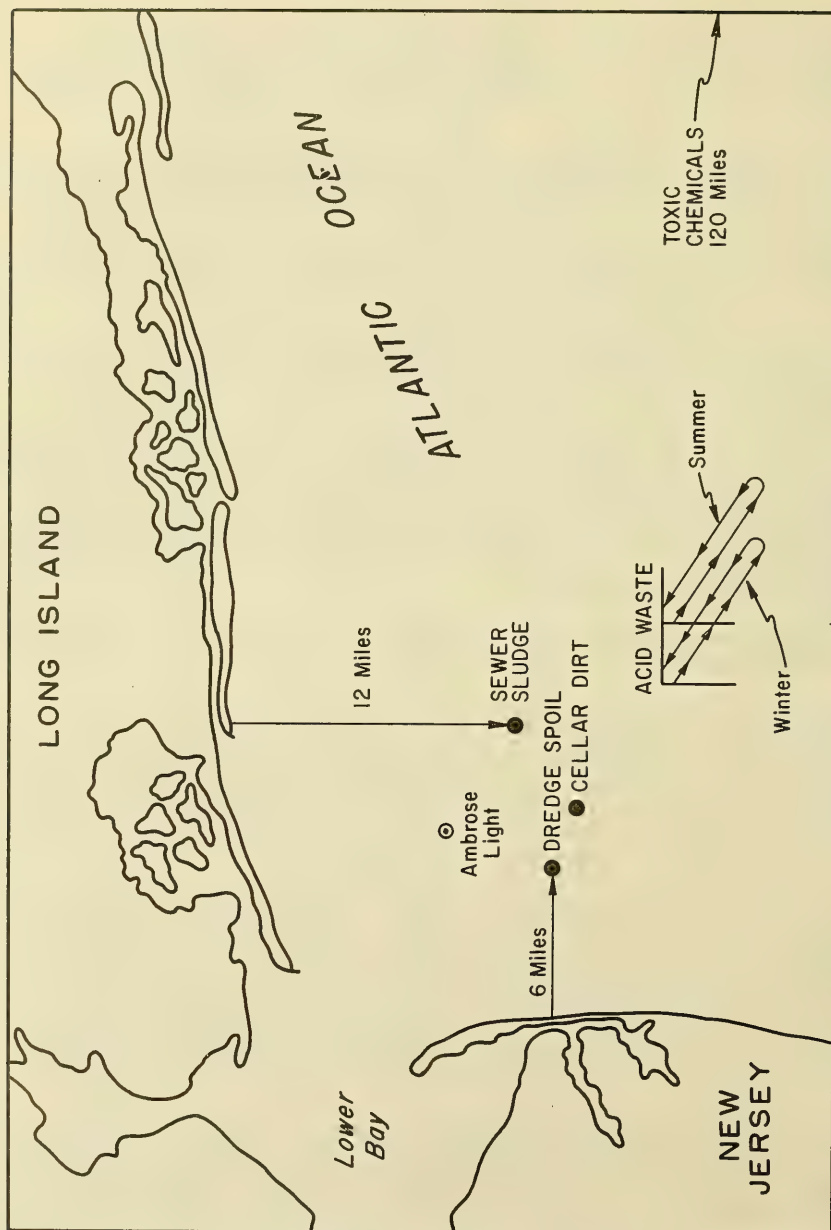 LONG ISLAND
ATLANTIC OCEAN
12 Miles
Ambrose
Light
SEWER
SLUDGE
DREDGE SPOIL
CELLAR DIRT
6 Miles
Lower
Bay
NEW
JERSEY
ACID WASTE
Summer
Winter
TOXIC
CHEMICALS
120 Miles